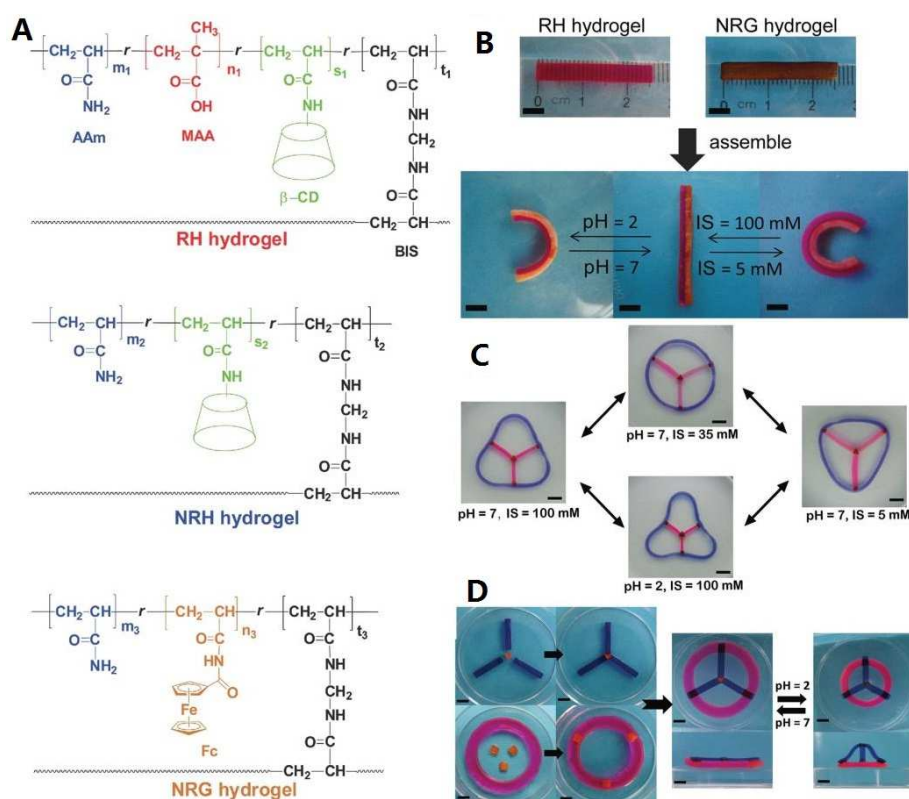 A
CH2-CH r CH2-C r CH2-CH r CH2-CH
CH3
m1 n1 s1 t1
C=O C=O C=O C=O
NH2 OH NH NH
AAm MAA CH2
NH
β-CD C=O
CH2-CH
RH hydrogel BIS
CH2-CH r CH2-CH r CH2-CH
m2 s2 t2
C=O C=O C=O
NH2 NH NH
CH2
NH
C=O
CH2-CH
NRH hydrogel
CH2-CH r CH2-CH r CH2-CH
m3 n3 t3
C=O C=O C=O
NH2 HN NH
C=O CH2
Fe NH
Fc C=O
CH2-CH
NRG hydrogel
B
RH hydrogel NRG hydrogel
0 cm 1 2 0 cm 1 2
assemble
pH = 2 IS = 100 mM
pH = 7 IS = 5 mM
C
pH = 7, IS = 35 mM
pH = 7, IS = 100 mM pH = 7, IS = 5 mM
pH = 2, IS = 100 mM
D
pH = 2
pH = 7